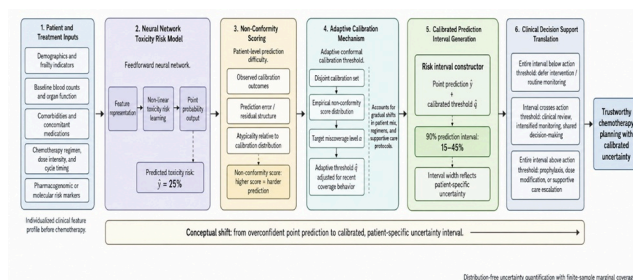 1. Patient and
Treatment Inputs
Demographics and
frailty indicators
Baseline blood counts
and organ function
Comorbidities and
concomitant
medications
Chemotherapy regimen,
dose intensity, and
cycle timing
Pharmacogenomic or
molecular risk markers
Individualized clinical feature
profile before chemotherapy.
2. Neural Network
Toxicity Risk Model
Feedforward neural network.
Feature
representation
Non-linear
toxicity risk
learning
Point
probability
output
Predicted toxicity risk:
ŷ = 25%
3. Non-Conformity
Scoring
Patient-level prediction
difficulty.
Observed calibration
outcomes
Prediction error /
residual structure
Atypicality relative to
calibration distribution
Non-conformity score:
higher score = harder
prediction
4. Adaptive Calibration
Mechanism
Adaptive conformal
calibration threshold.
Disjoint calibration set
Empirical non-conformity
score distribution
Target miscoverage level α
Adaptive threshold q̂
adjusted for recent
coverage behavior
Accounts for
gradual shifts in
patient mix,
regimens, and
supportive care
protocols.
5. Calibrated Prediction
Interval Generation
Risk interval constructor
Point prediction ŷ
+
calibrated threshold q̂
90% prediction interval:
15–45%
Interval width reflects
patient-specific
uncertainty
6. Clinical Decision Support
Translation
Entire interval below action
threshold: defer intervention /
routine monitoring
Interval crosses action
threshold: clinical review,
intensified monitoring, shared
decision-making
Entire interval above action
threshold: prophylaxis, dose
modification, or supportive
care escalation
Trustworthy
chemotherapy
planning with
calibrated
uncertainty
Conceptual shift: from overconfident point prediction to calibrated, patient-specific uncertainty interval.
Distribution-free uncertainty quantification with finite-sample marginal coverage